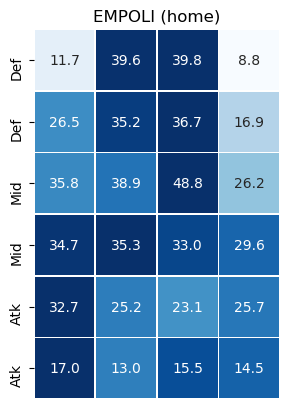 EMPOLI (home)
Def 11.7 39.6 39.8 8.8
Def 26.5 35.2 36.7 16.9
Mid 35.8 38.9 48.8 26.2
Mid 34.7 35.3 33.0 29.6
Atk 32.7 25.2 23.1 25.7
Atk 17.0 13.0 15.5 14.5